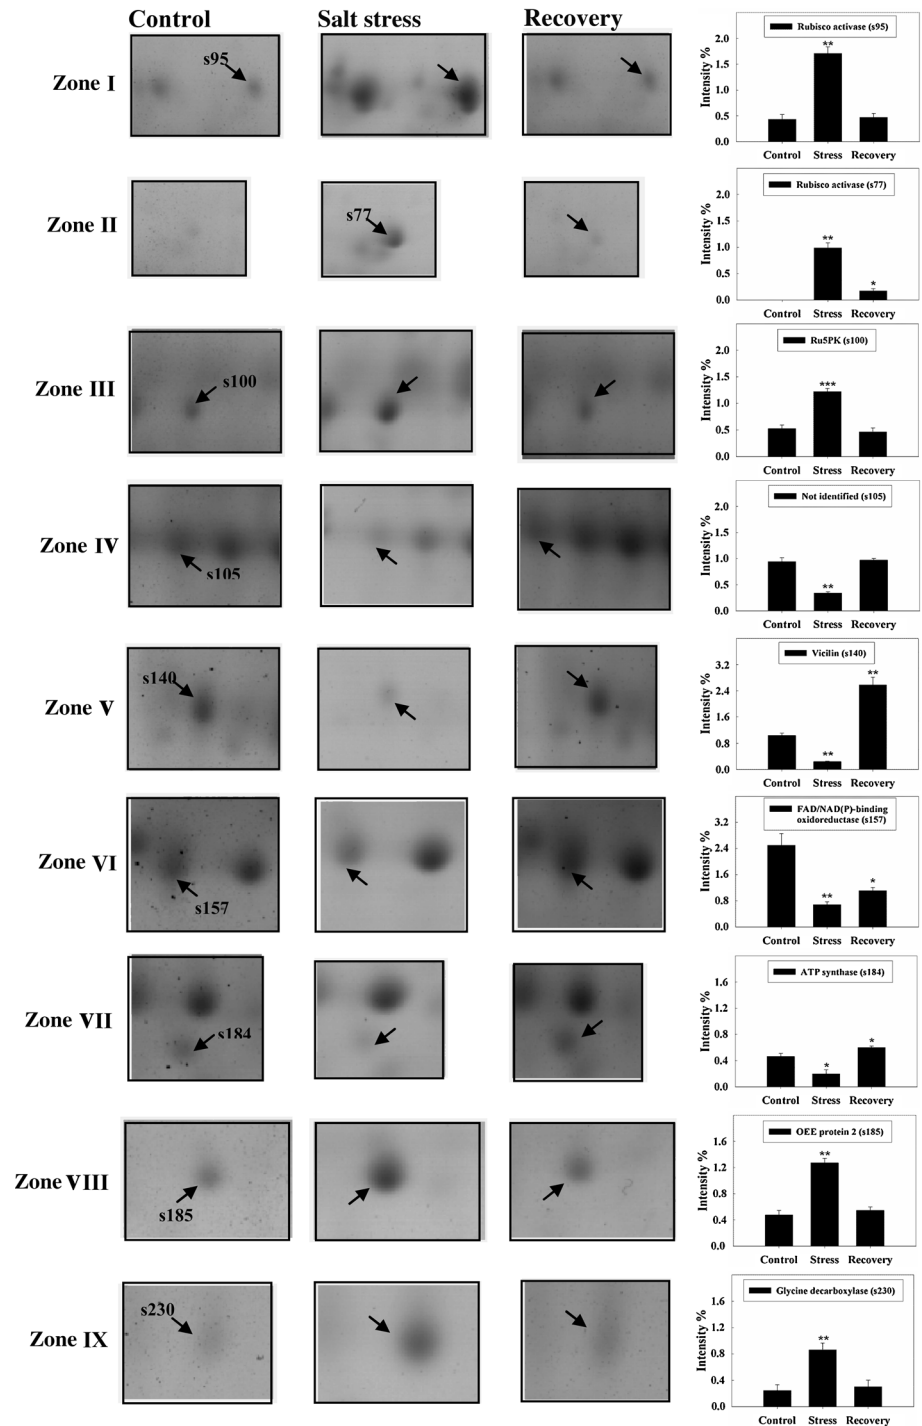 Control Salt stress Recovery
Zone I
s95
Intensity %
2.0
1.5
1.0
0.5
0.0
Rubisco activase (s95)
**
Control Stress Recovery
Zone II
s77
Intensity %
2.0
1.5
1.0
0.5
0.0
Rubisco activase (s77)
**
*
Control Stress Recovery
Zone III
s100
Intensity %
2.0
1.5
1.0
0.5
0.0
Ru5PK (s100)
***
Control Stress Recovery
Zone IV
s105
Intensity %
2.0
1.5
1.0
0.5
0.0
Not identified (s105)
**
Control Stress Recovery
Zone V
s140
Intensity %
3.2
2.4
1.6
0.8
0.0
Vicilin (s140)
**
**
Control Stress Recovery
Zone VI
s157
Intensity %
3.2
2.4
1.6
0.8
0.0
FAD/NAD(P)-binding
oxidoreductase (s157)
**
*
Control Stress Recovery
Zone VII
s184
Intensity %
1.6
1.2
0.8
0.4
0.0
ATP synthase (s184)
*
*
Control Stress Recovery
Zone VIII
s185
Intensity %
1.6
1.2
0.8
0.4
0.0
OEE protein 2 (s185)
**
Control Stress Recovery
Zone IX
s230
Intensity %
1.6
1.2
0.8
0.4
0.0
Glycine decarboxylase (s230)
**
Control Stress Recovery